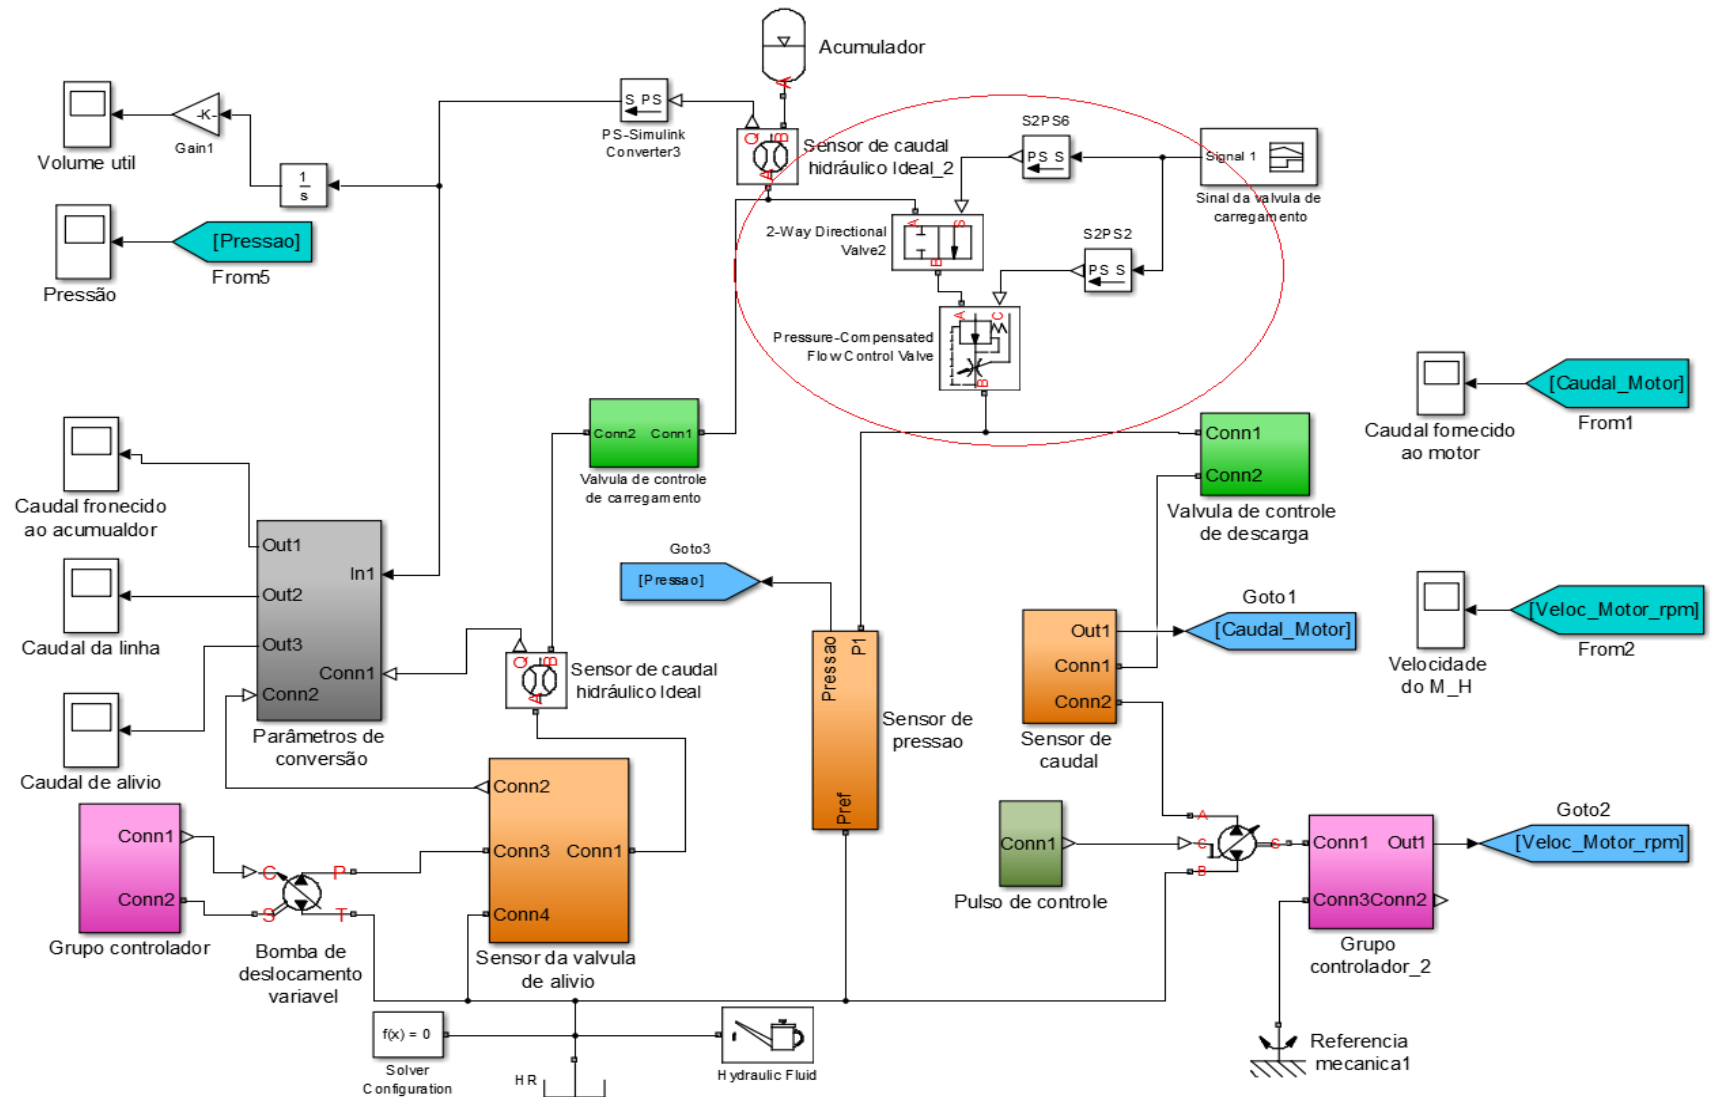 Acumulador
A
S PS
PS-Simulink
Converter3
-K-
Gain1
Volume util
1
s
[Pressao]
From5
Pressão
Q
B
A
Sensor de caudal
hidráulico Ideal_2
S2PS6
PS S
Signal 1
Sinal da valvula de
carregamento
2-Way Directional
Valve2
A
S
B
S2PS2
PS S
Pressure-Compensated
Flow Control Valve
A
C
B
Conn2
Conn1
Valvula de controle
de carregamento
Conn1
Conn2
Valvula de controle
de descarga
[Caudal_Motor]
From1
Caudal fornecido
ao motor
Caudal fronecido
ao acumualdor
Out1
In1
Out2
Out3
Conn1
Conn2
Parâmetros de
conversão
Caudal da linha
Caudal de alivio
Goto3
[Pressao]
Q
B
A
Sensor de caudal
hidráulico Ideal
Pressao
P1
Pref
Sensor de
pressao
Out1
Conn1
Conn2
Sensor de
caudal
Goto1
[Caudal_Motor]
[Veloc_Motor_rpm]
From2
Velocidade
do M_H
Conn2
Conn3
Conn1
Conn4
Sensor da valvula
de alivio
Conn1
Conn2
Grupo controlador
C
P
S
T
Bomba de
deslocamento
variavel
Conn1
Pulso de controle
A
C
S
B
Conn1
Out1
Conn3Conn2
Grupo
controlador_2
Goto2
[Veloc_Motor_rpm]
f(x) = 0
Solver
Configuration
HR
Hydraulic Fluid
Referencia
mecanica1